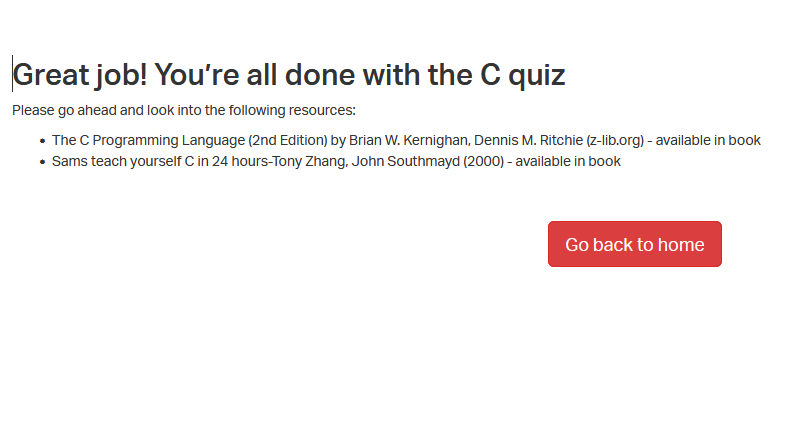 Great job! You’re all done with the C quiz
Please go ahead and look into the following resources:
• The C Programming Language (2nd Edition) by Brian W. Kernighan, Dennis M. Ritchie (z-lib.org) - available in book
• Sams teach yourself C in 24 hours-Tony Zhang, John Southmayd (2000) - available in book
Go back to home